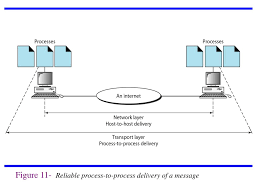 Processes
Processes
An internet
Network layer
Host-to-host delivery
Transport layer
Process-to-process delivery
Figure 11- Reliable process-to-process delivery of a message